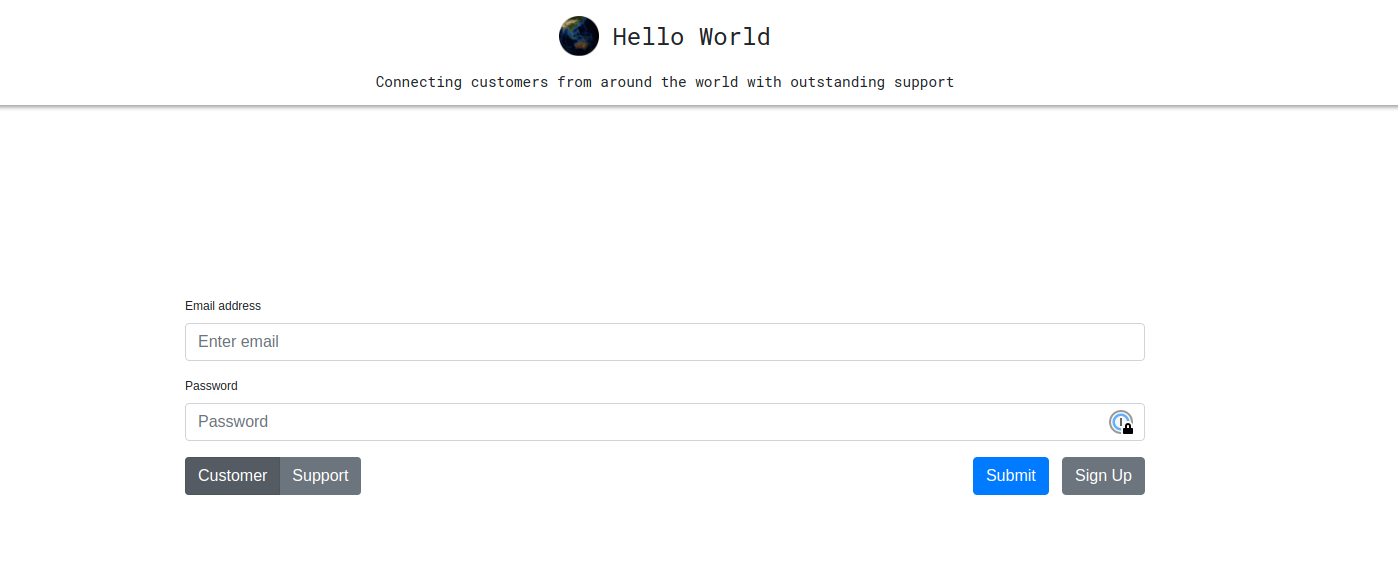 Hello World
Connecting customers from around the world with outstanding support
Email address
Enter email
Password
Password
Customer Support Submit Sign Up